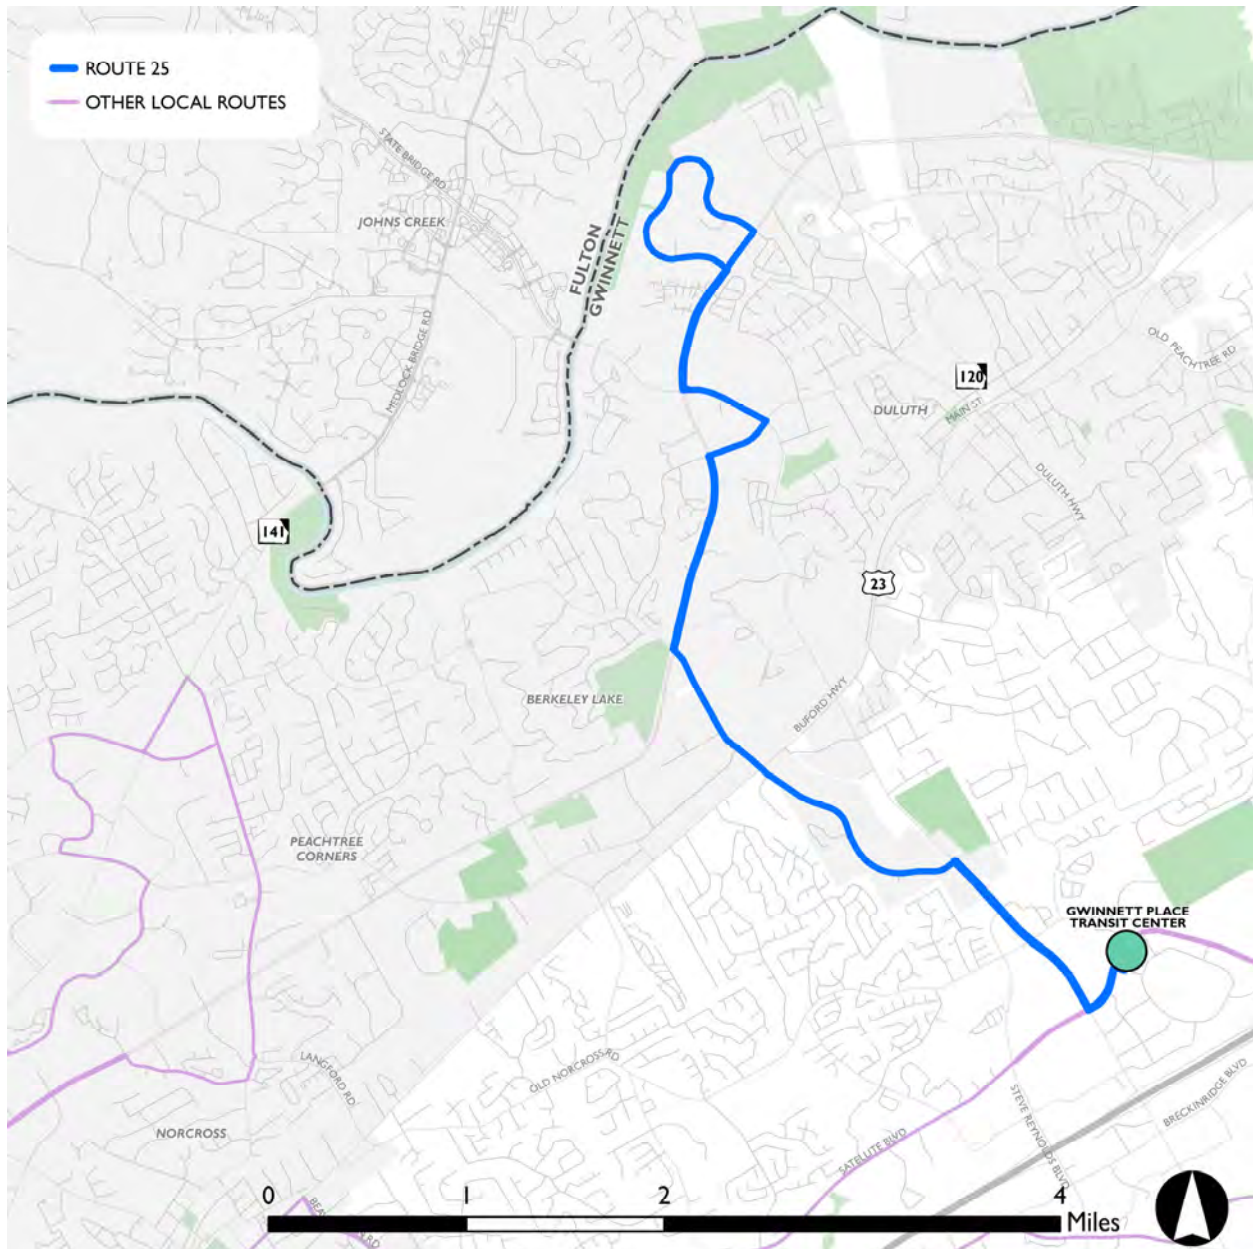 ROUTE 25
OTHER LOCAL ROUTES
STATE BRIDGE RD
JOHNS CREEK
FULTON
GWINNETT
MEDLOCK BRIDGE RD
OLD PEACHTREE RD
120
DULUTH
MAIN ST
DULUTH HWY
141
23
BERKELEY LAKE
BUFORD HWY
PEACHTREE
CORNERS
GWINNETT PLACE
TRANSIT CENTER
LANGFORD RD
OLD NORCROSS RD
NORCROSS
STEVE REYNOLDS BLVD
BRECKINRIDGE BLVD
SATELLITE BLVD
0
1
2
4
Miles